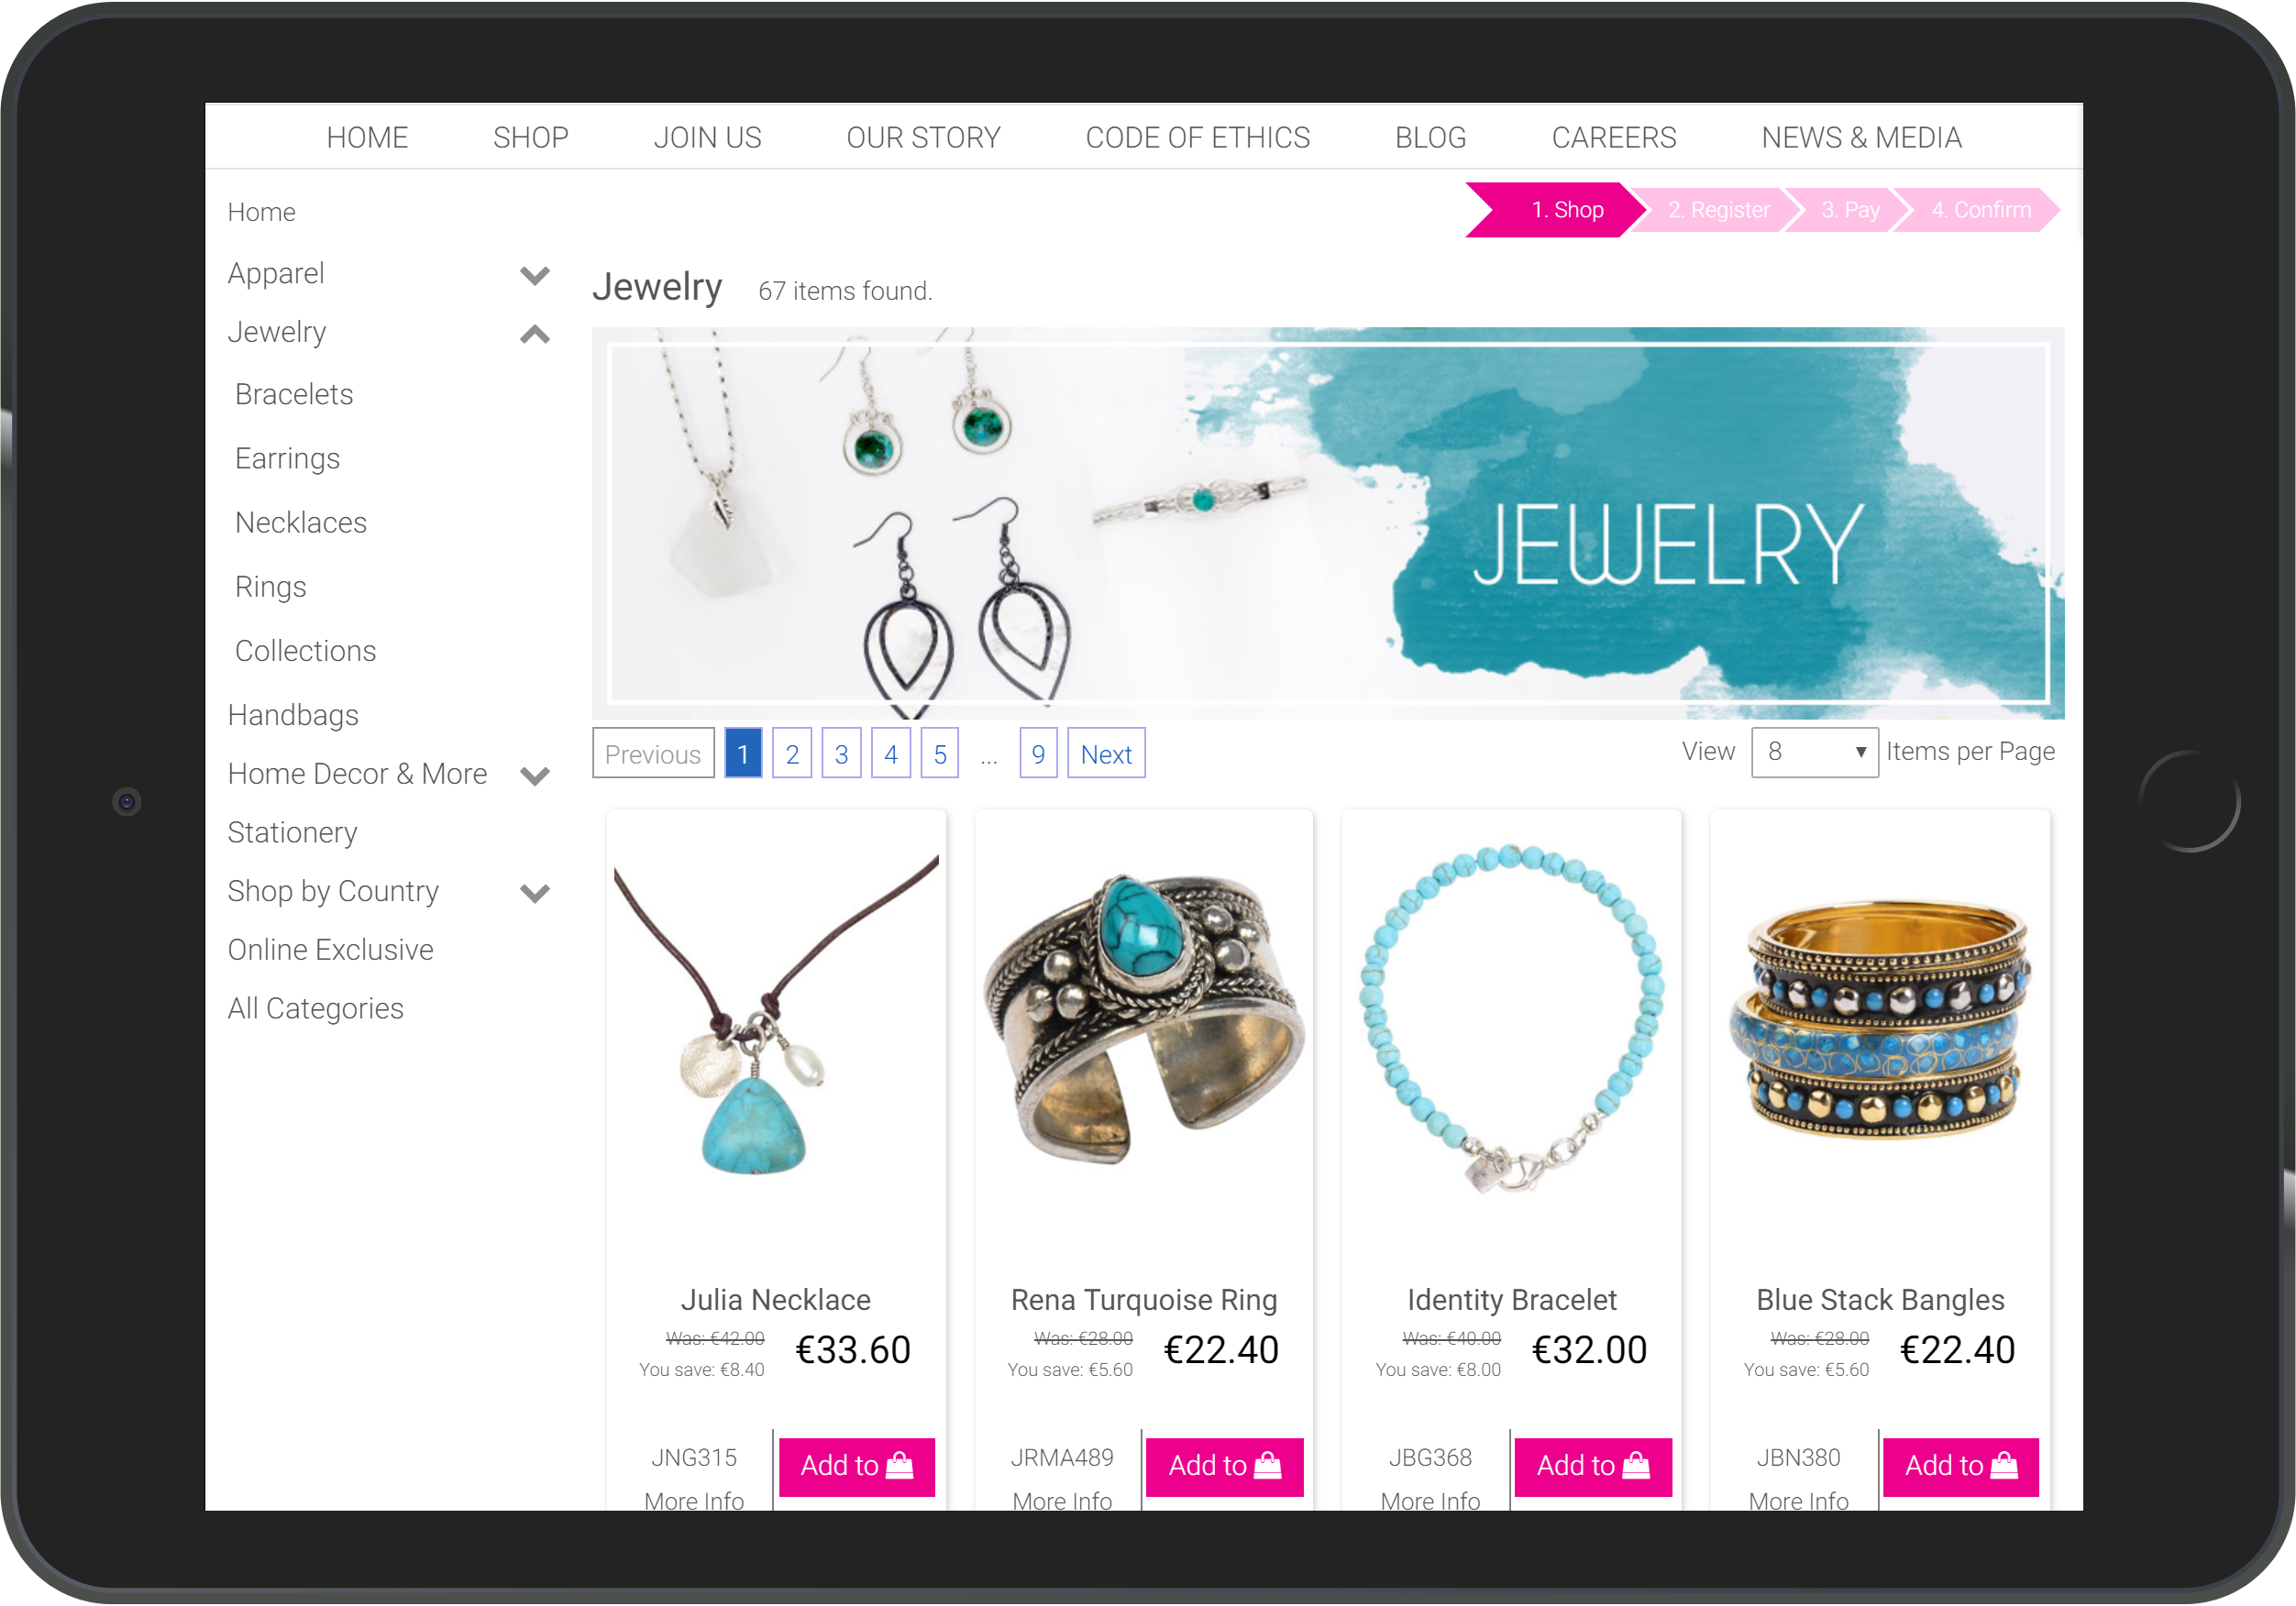 HOME SHOP JOIN US OUR STORY CODE OF ETHICS BLOG CAREERS NEWS & MEDIA
1. Shop 2. Register 3. Pay 4. Confirm
Home
Apparel
Jewelry
Bracelets
Earrings
Necklaces
Rings
Collections
Handbags
Home Decor & More
Stationery
Shop by Country
Online Exclusive
All Categories
Jewelry 67 items found.
JEWELRY
Previous 1 2 3 4 5 ... 9 Next
View 8 Items per Page
Julia Necklace
Was: €42.00
You save: €8.40
€33.60
JNG315
More Info
Add to
Rena Turquoise Ring
Was: €28.00
You save: €5.60
€22.40
JRMA489
More Info
Add to
Identity Bracelet
Was: €40.00
You save: €8.00
€32.00
JBG368
More Info
Add to
Blue Stack Bangles
Was: €28.00
You save: €5.60
€22.40
JBN380
More Info
Add to